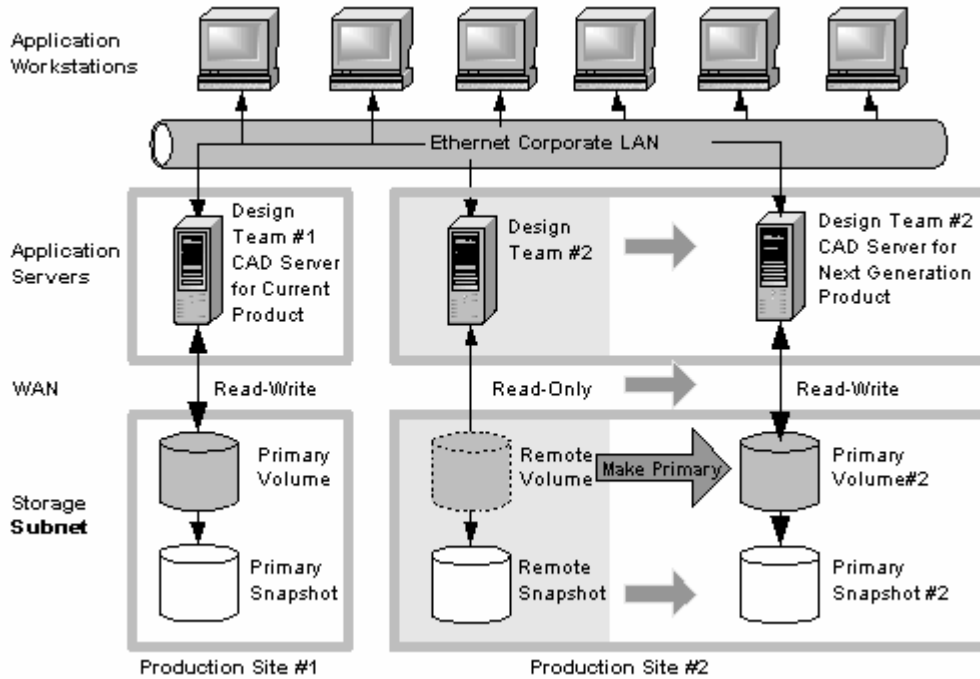 Application
Workstations
Ethernet Corporate LAN
Application
Servers
Design
Team #1
CAD Server
for Current
Product
Design
Team #2
Design Team #2
CAD Server for
Next Generation
Product
WAN
Read-Write
Read-Only
Read-Write
Storage
Subnet
Primary
Volume
Remote
Volume
Make Primary
Primary
Volume#2
Primary
Snapshot
Remote
Snapshot
Primary
Snapshot #2
Production Site #1
Production Site #2